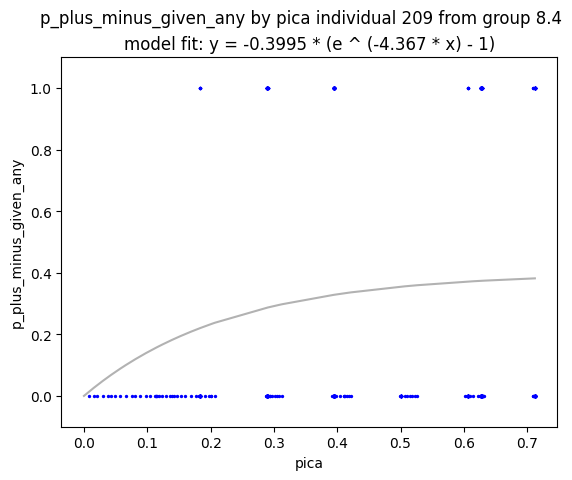 p_plus_minus_given_any by pica individual 209 from group 8.4
model fit: y = -0.3995 * (e ^ (-4.367 * x) - 1)
1.0
0.8
0.6
0.4
0.2
0.0
p_plus_minus_given_any
0.0 0.1 0.2 0.3 0.4 0.5 0.6 0.7
pica